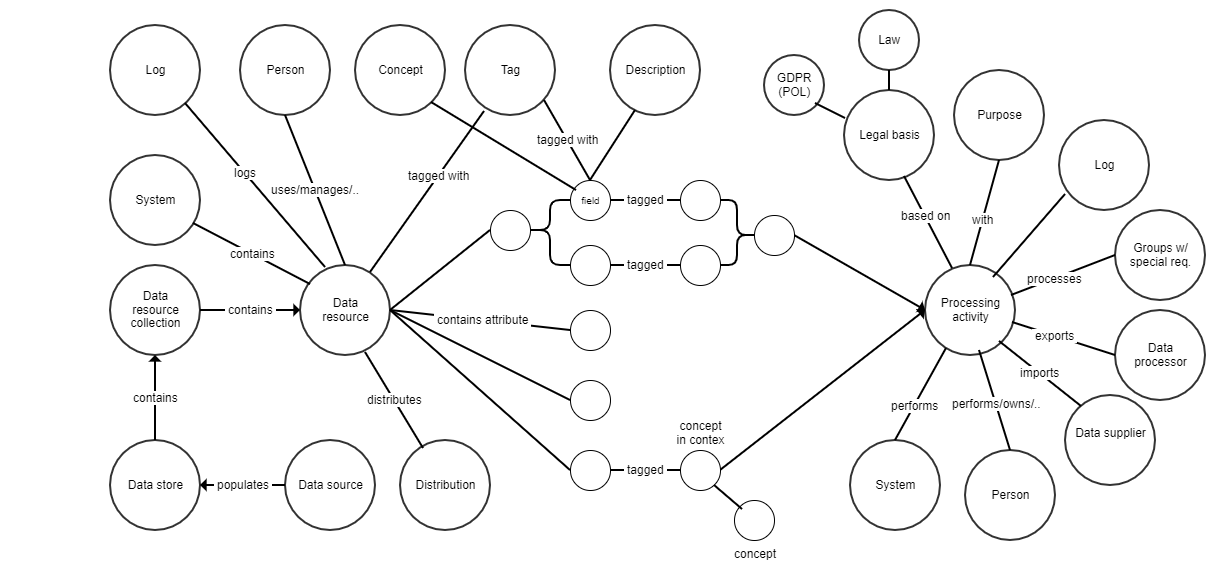 Law
Log
Person
Concept
Tag
Description
GDPR
(POL)
Purpose
Legal basis
tagged with
Log
logs
tagged with
uses/manages/..
System
field
tagged
based on
with
contains
Groups w/
special req.
tagged
processes
Data
resource
collection
contains
Data
resource
contains attribute
Processing
activity
exports
Data
processor
imports
contains
distributes
performs
performs/owns/..
concept
in contex
Data supplier
tagged
Data store
populates
Data source
Distribution
System
Person
concept